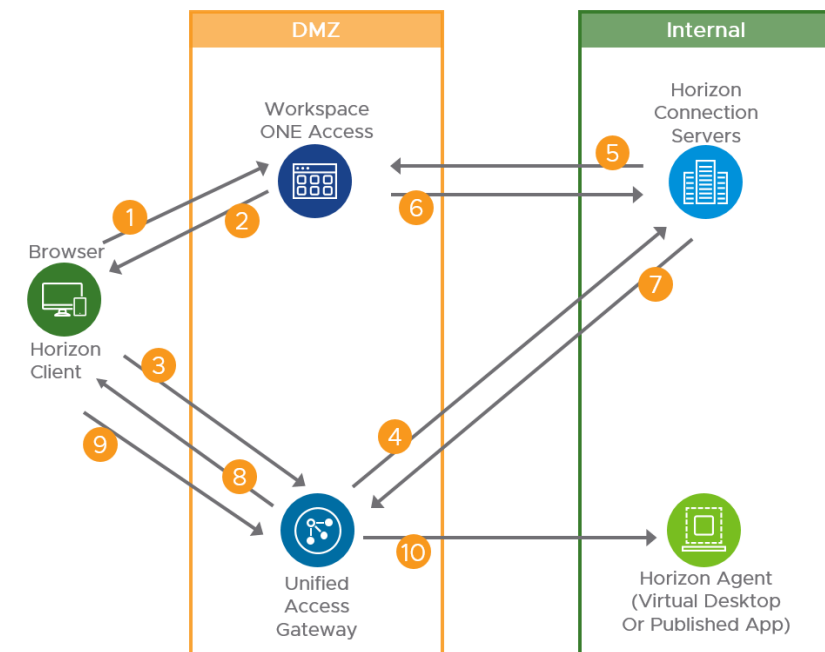 DMZ
Internal
Workspace
ONE Access
Horizon
Connection
Servers
5
6
1
2
Browser
7
Horizon
Client
3
4
9
8
10
Unified
Access
Gateway
Horizon Agent
(Virtual Desktop
Or Published App)